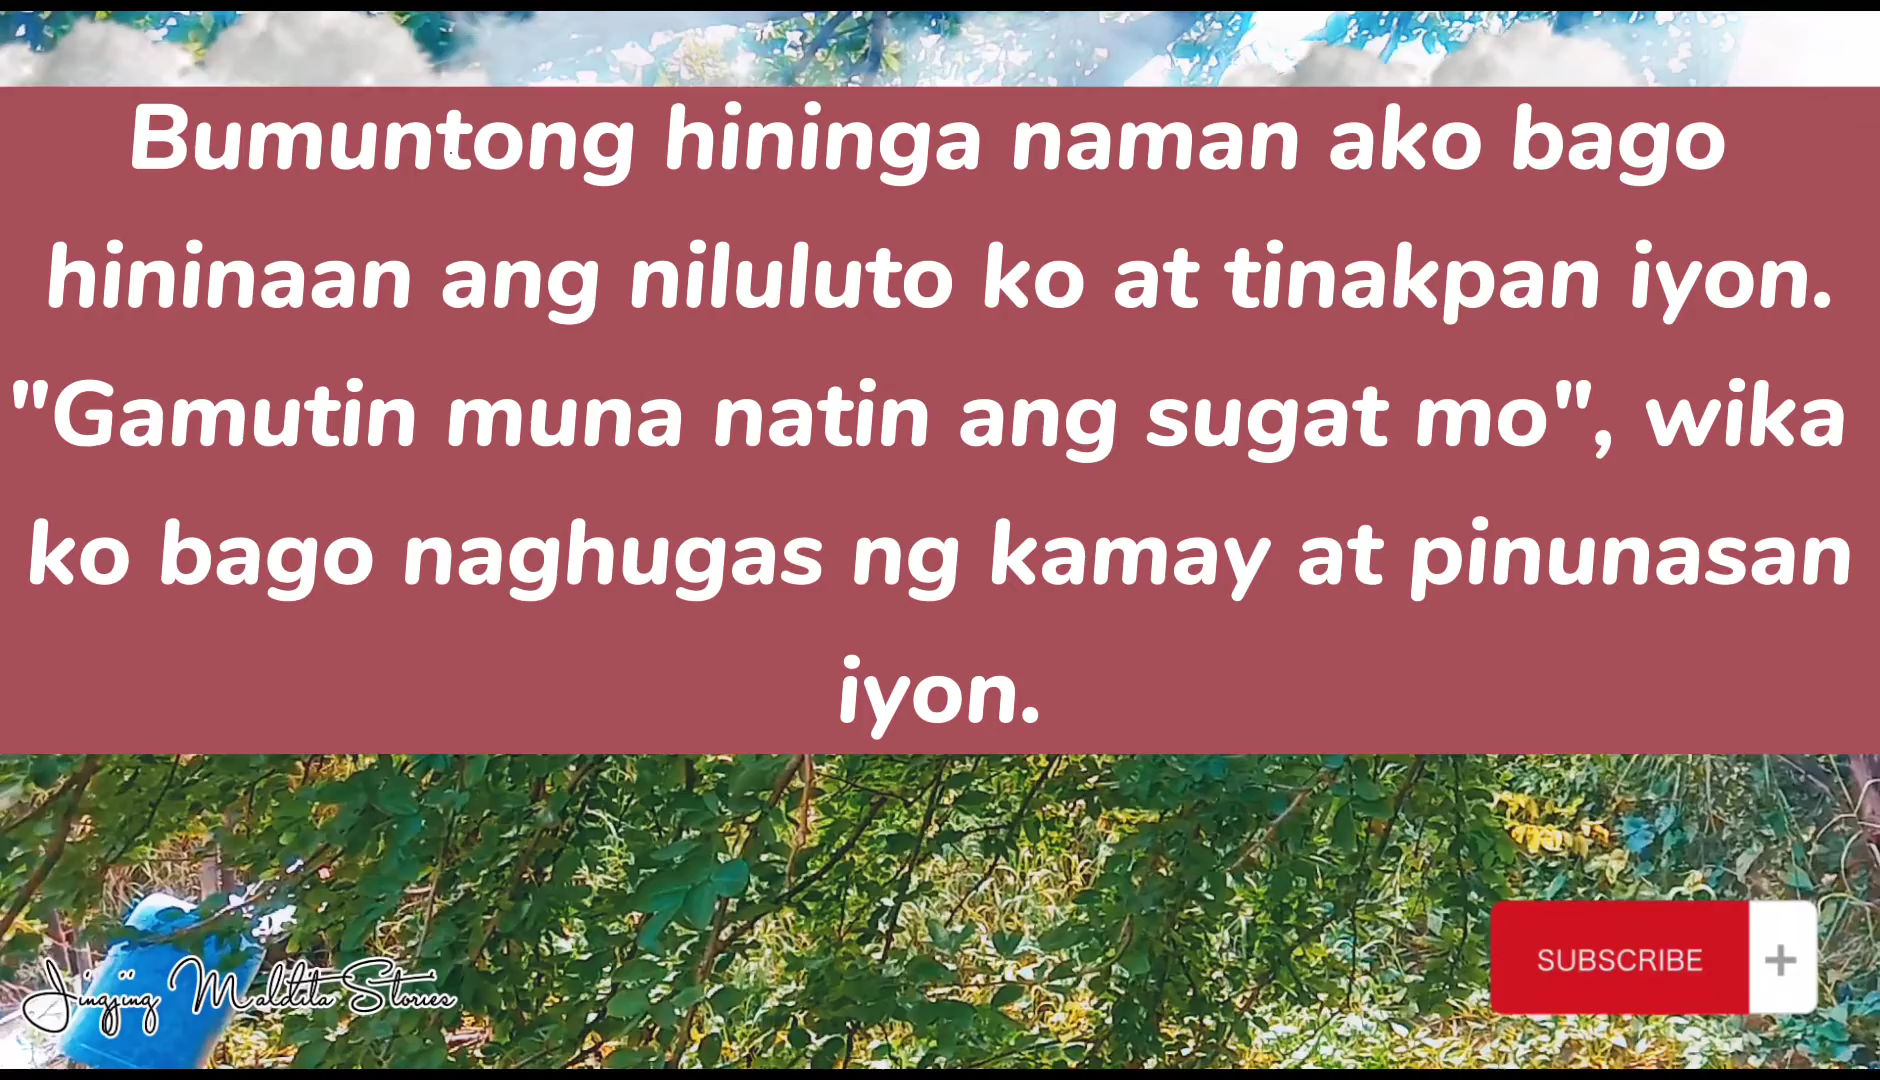 Bumuntong hininga naman ako bago
hininaan ang niluluto ko at tinakpan iyon.
"Gamutin muna natin ang sugat mo", wika
ko bago naghugas ng kamay at pinunasan
iyon.
SUBSCRIBE +
Jingjing Maldita Stories